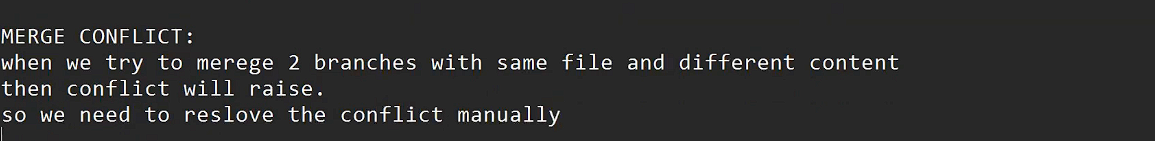 MERGE CONFLICT:
when we try to merege 2 branches with same file and different content
then conflict will raise.
so we need to reslove the conflict manually